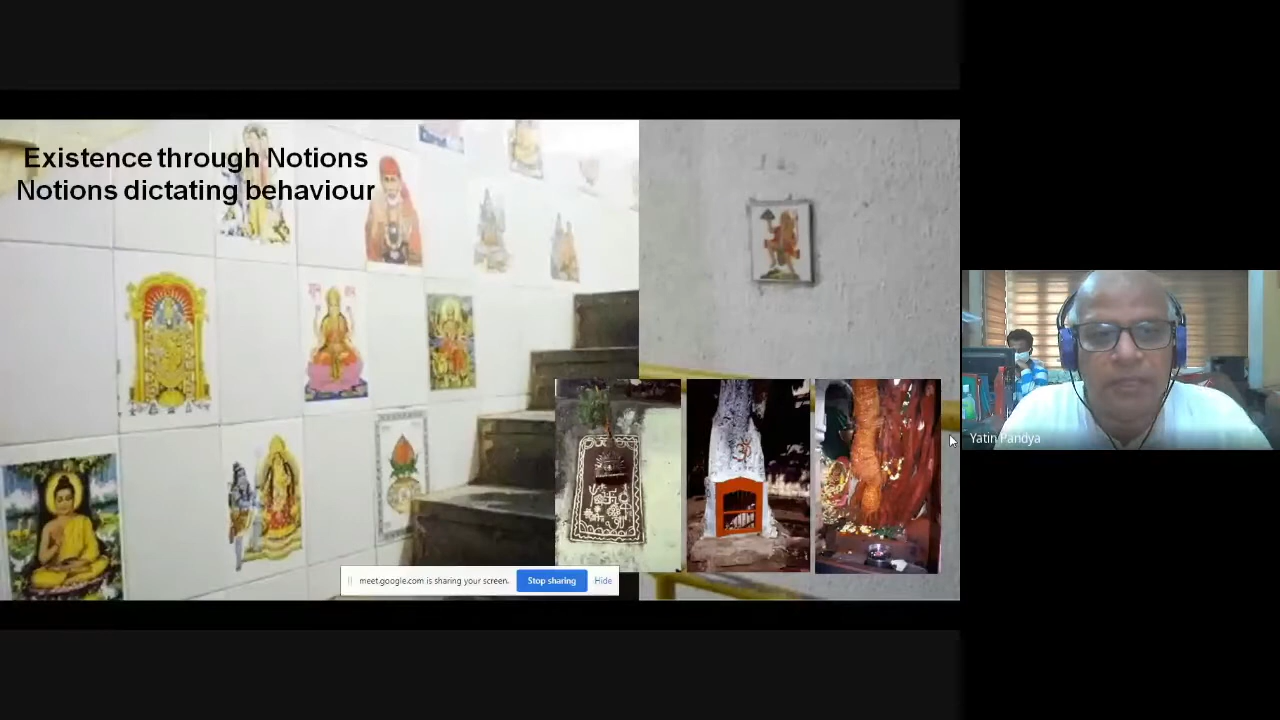 Existence through Notions
Notions dictating behaviour
ॐ
meet.google.com is sharing your screen.
Stop sharing
Hide
Yatin Pandya